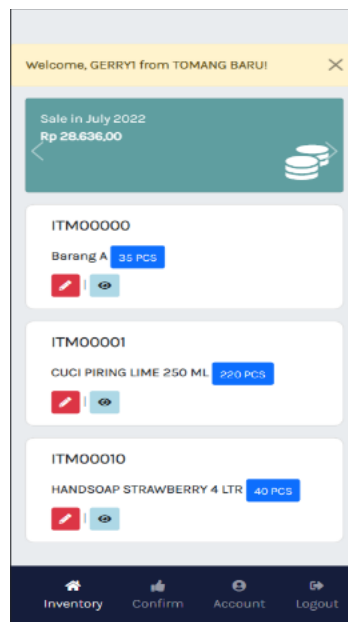 Welcome, GERRY1 from TOMANG BARU!
Sale in July 2022
Rp 28.636,00
ITM00000
Barang A 35 PCS
|
ITM00001
CUCI PIRING LIME 250 ML 220 PCS
|
ITM00010
HANDSOAP STRAWBERRY 4 LTR 40 PCS
|
Inventory Confirm Account Logout